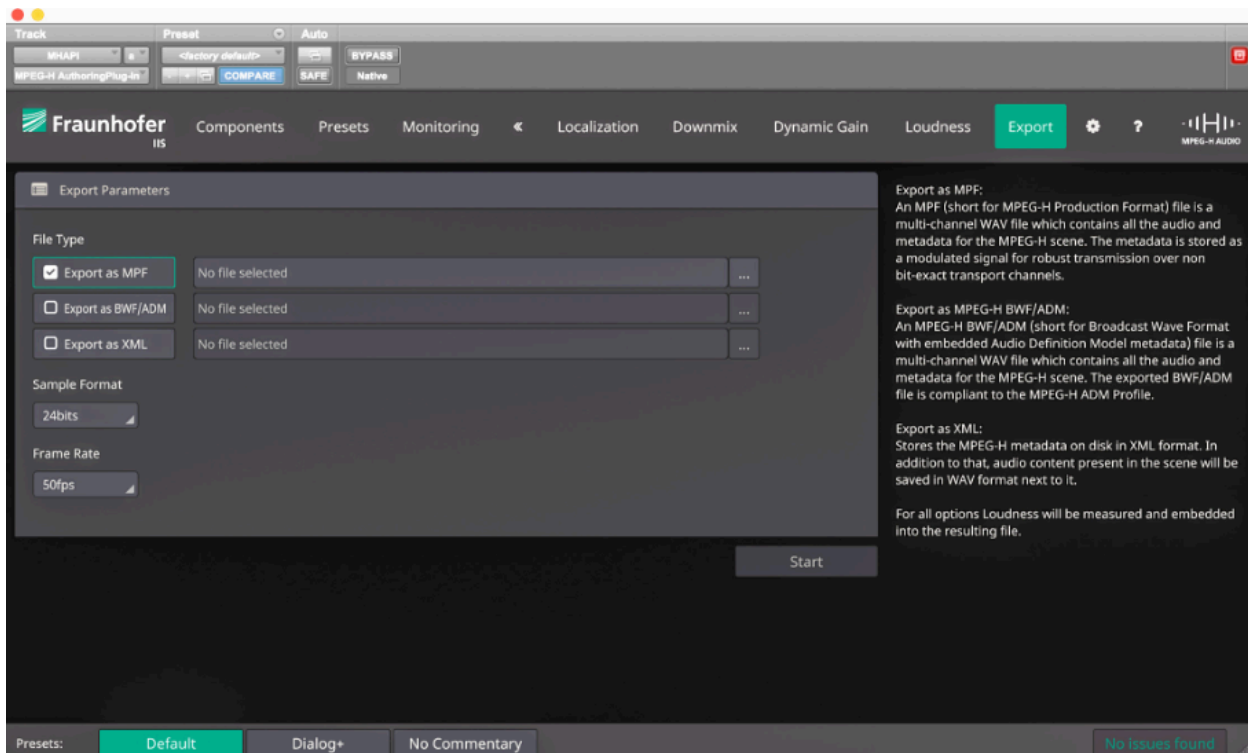 Track Preset Auto
MHAPI a <factory default> BYPASS
MPEG-H AuthoringPlug-in - + COMPARE SAFE Native
Fraunhofer
IIS
Components Presets Monitoring « Localization Downmix Dynamic Gain Loudness Export ?
MPEG-H AUDIO
Export Parameters
File Type
Export as MPF No file selected ...
Export as BWF/ADM No file selected ...
Export as XML No file selected ...
Sample Format
24bits
Frame Rate
50fps
Start
Export as MPF:
An MPF (short for MPEG-H Production Format) file is a
multi-channel WAV file which contains all the audio and
metadata for the MPEG-H scene. The metadata is stored as
a modulated signal for robust transmission over non
bit-exact transport channels.
Export as MPEG-H BWF/ADM:
An MPEG-H BWF/ADM (short for Broadcast Wave Format
with embedded Audio Definition Model metadata) file is a
multi-channel WAV file which contains all the audio and
metadata for the MPEG-H scene. The exported BWF/ADM
file is compliant to the MPEG-H ADM Profile.
Export as XML:
Stores the MPEG-H metadata on disk in XML format. In
addition to that, audio content present in the scene will be
saved in WAV format next to it.
For all options Loudness will be measured and embedded
into the resulting file.
Presets: Default Dialog+ No Commentary No issues found